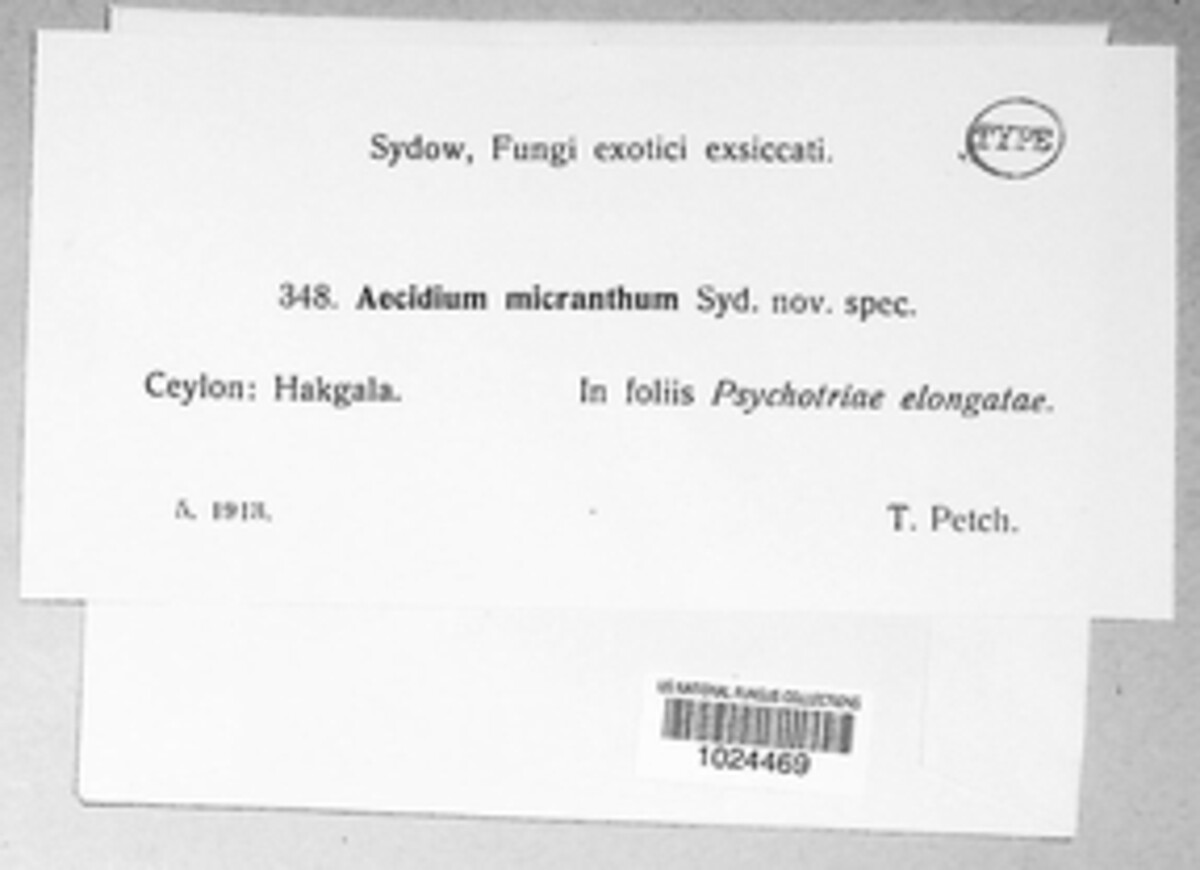 Sydow, Fungi exotici exsiccati.
TYPE
348. Aecidium micranthum Syd. nov. spec.
Ceylon: Hakgala. In foliis Psychotriae elongatae.
5. 1913.
T. Petch.
US NATIONAL FUNGUS COLLECTIONS
1024469